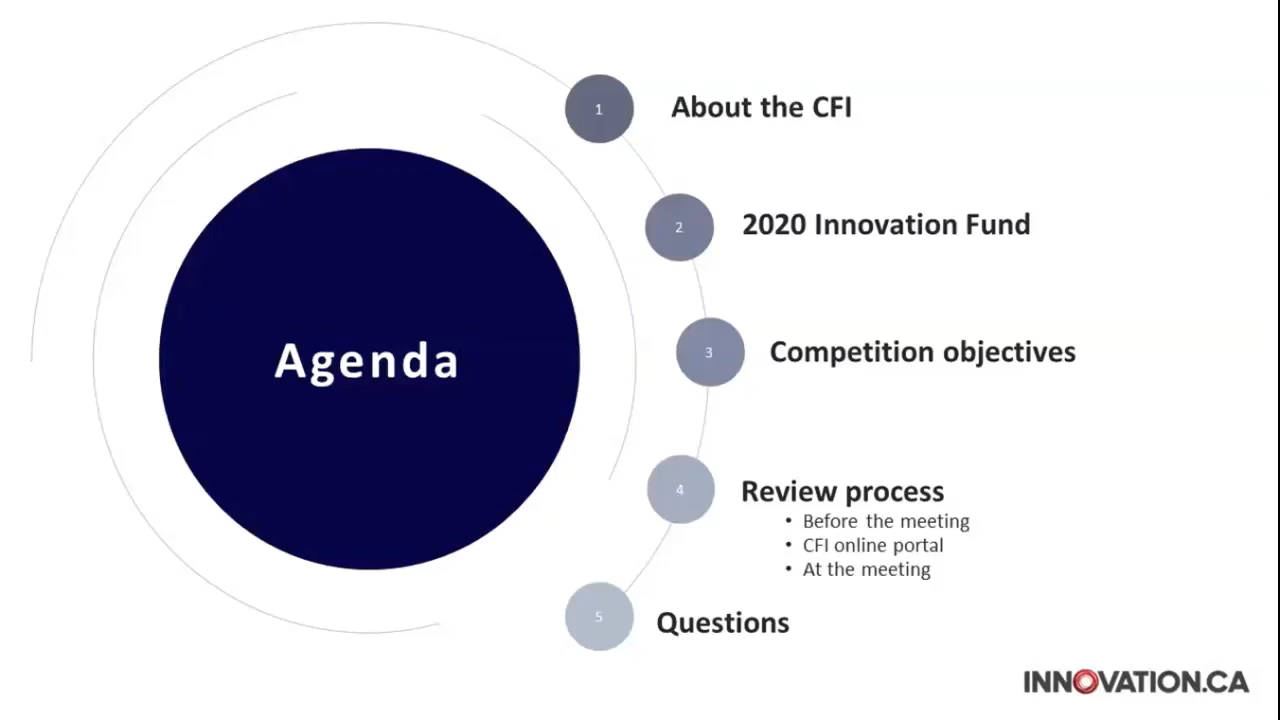 Agenda
1
About the CFI
2
2020 Innovation Fund
3
Competition objectives
4
Review process
• Before the meeting
• CFI online portal
• At the meeting
5
Questions
INNOVATION.CA